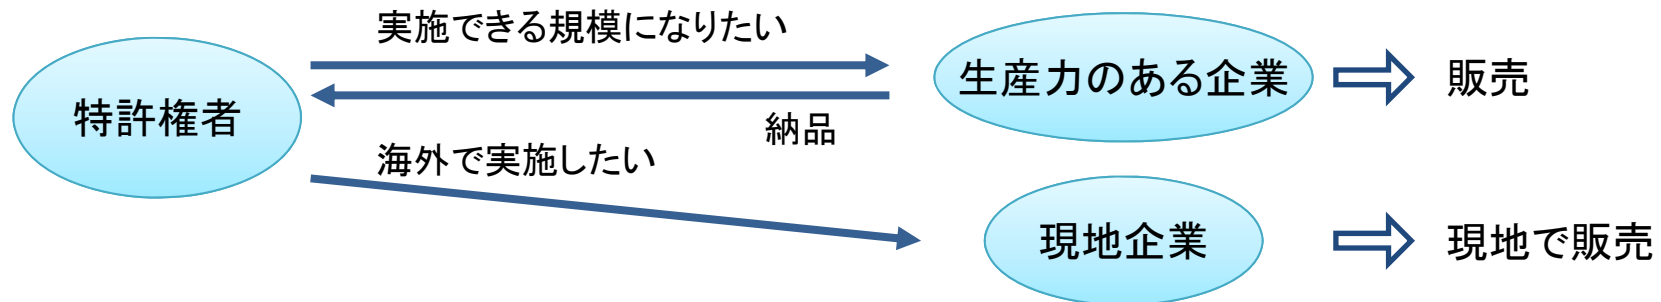 実施できる規模になりたい
特許権者
生産力のある企業
販売
納品
海外で実施したい
現地企業
現地で販売